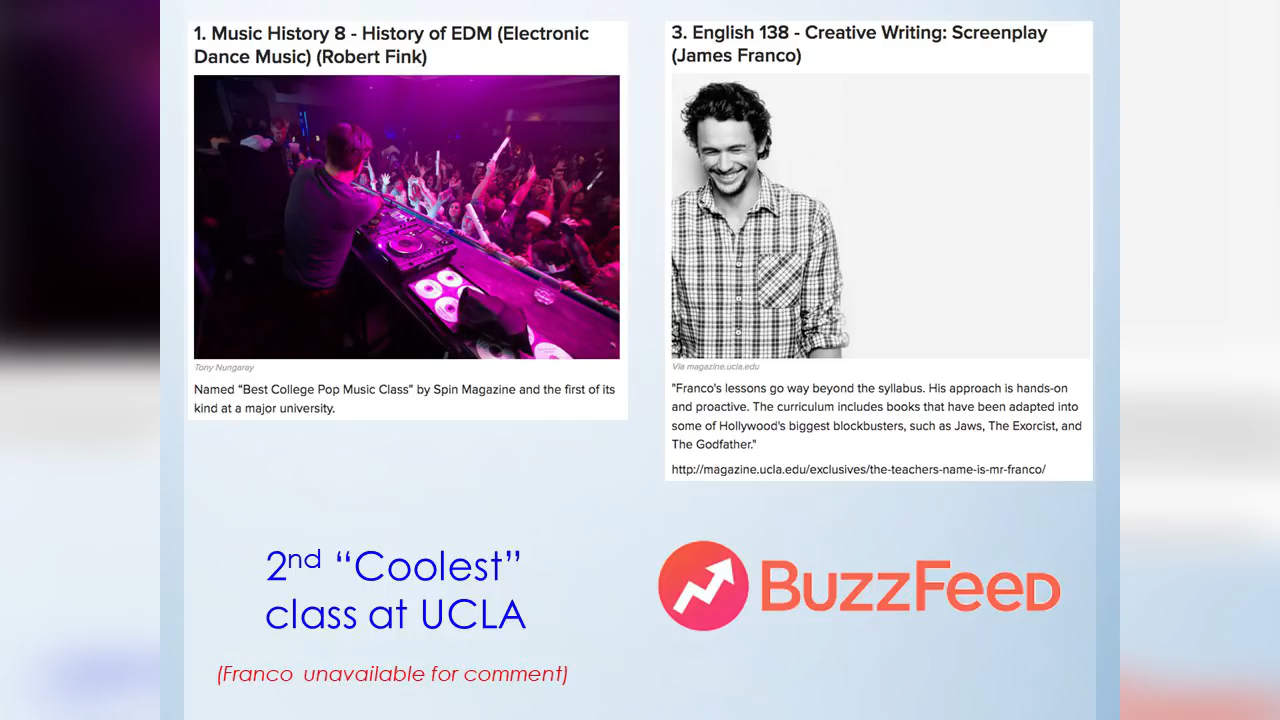 1. Music History 8 - History of EDM (Electronic
Dance Music) (Robert Fink)
Tony Nungaray
Named “Best College Pop Music Class” by Spin Magazine and the first of its
kind at a major university.
3. English 138 - Creative Writing: Screenplay
(James Franco)
Via magazine.ucla.edu
"Franco's lessons go way beyond the syllabus. His approach is hands-on
and proactive. The curriculum includes books that have been adapted into
some of Hollywood's biggest blockbusters, such as Jaws, The Exorcist, and
The Godfather."
http://magazine.ucla.edu/exclusives/the-teachers-name-is-mr-franco/
2nd “Coolest”
class at UCLA
(Franco unavailable for comment)
BuzzFeed